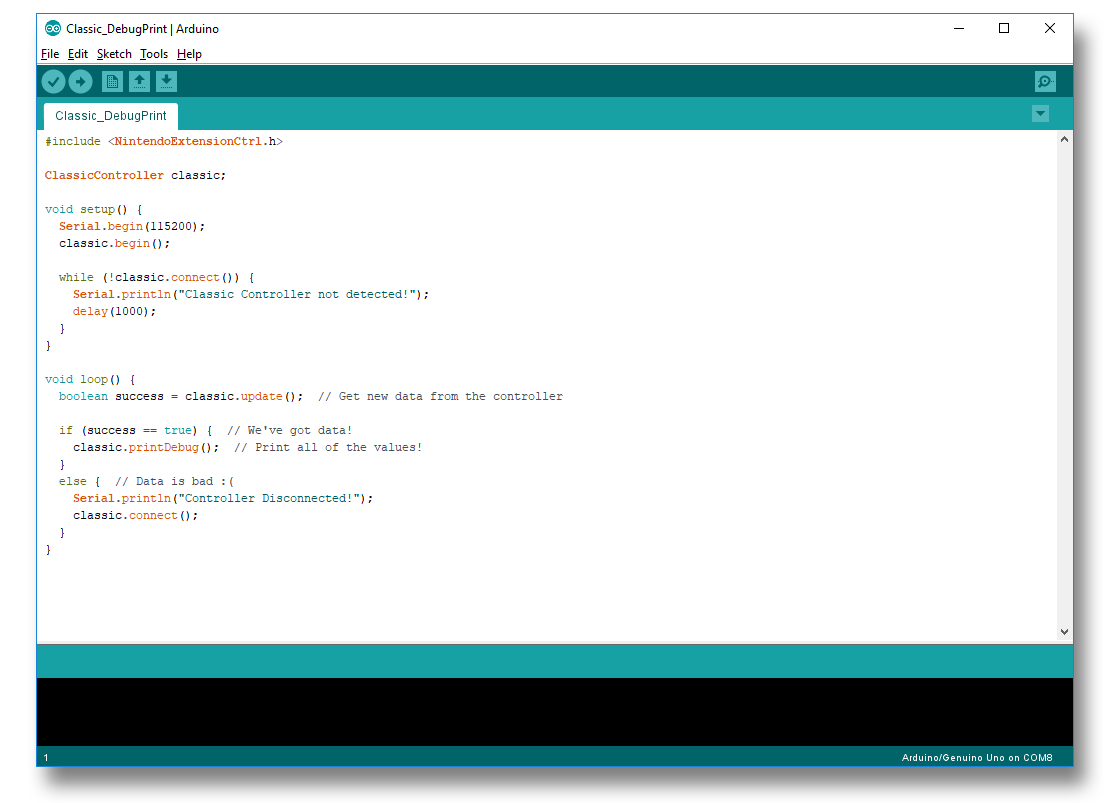 Classic_DebugPrint | Arduino
File Edit Sketch Tools Help
Classic_DebugPrint
#include <NintendoExtensionCtrl.h>
ClassicController classic;
void setup() {
  Serial.begin(115200);
  classic.begin();
  while (!classic.connect()) {
    Serial.println("Classic Controller not detected!");
    delay(1000);
  }
}
void loop() {
  boolean success = classic.update();  // Get new data from the controller
  if (success == true) {  // We've got data!
    classic.printDebug();  // Print all of the values!
  }
  else {  // Data is bad :(
    Serial.println("Controller Disconnected!");
    classic.connect();
  }
}
1 Arduino/Genuino Uno on COM8